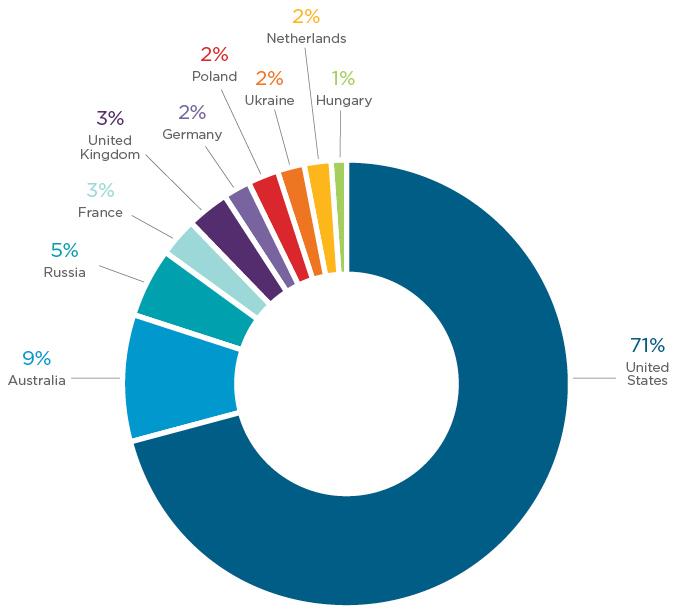 2%
Netherlands
2%
Poland
2%
Ukraine
1%
Hungary
2%
Germany
3%
United
Kingdom
3%
France
5%
Russia
9%
Australia
71%
United
States